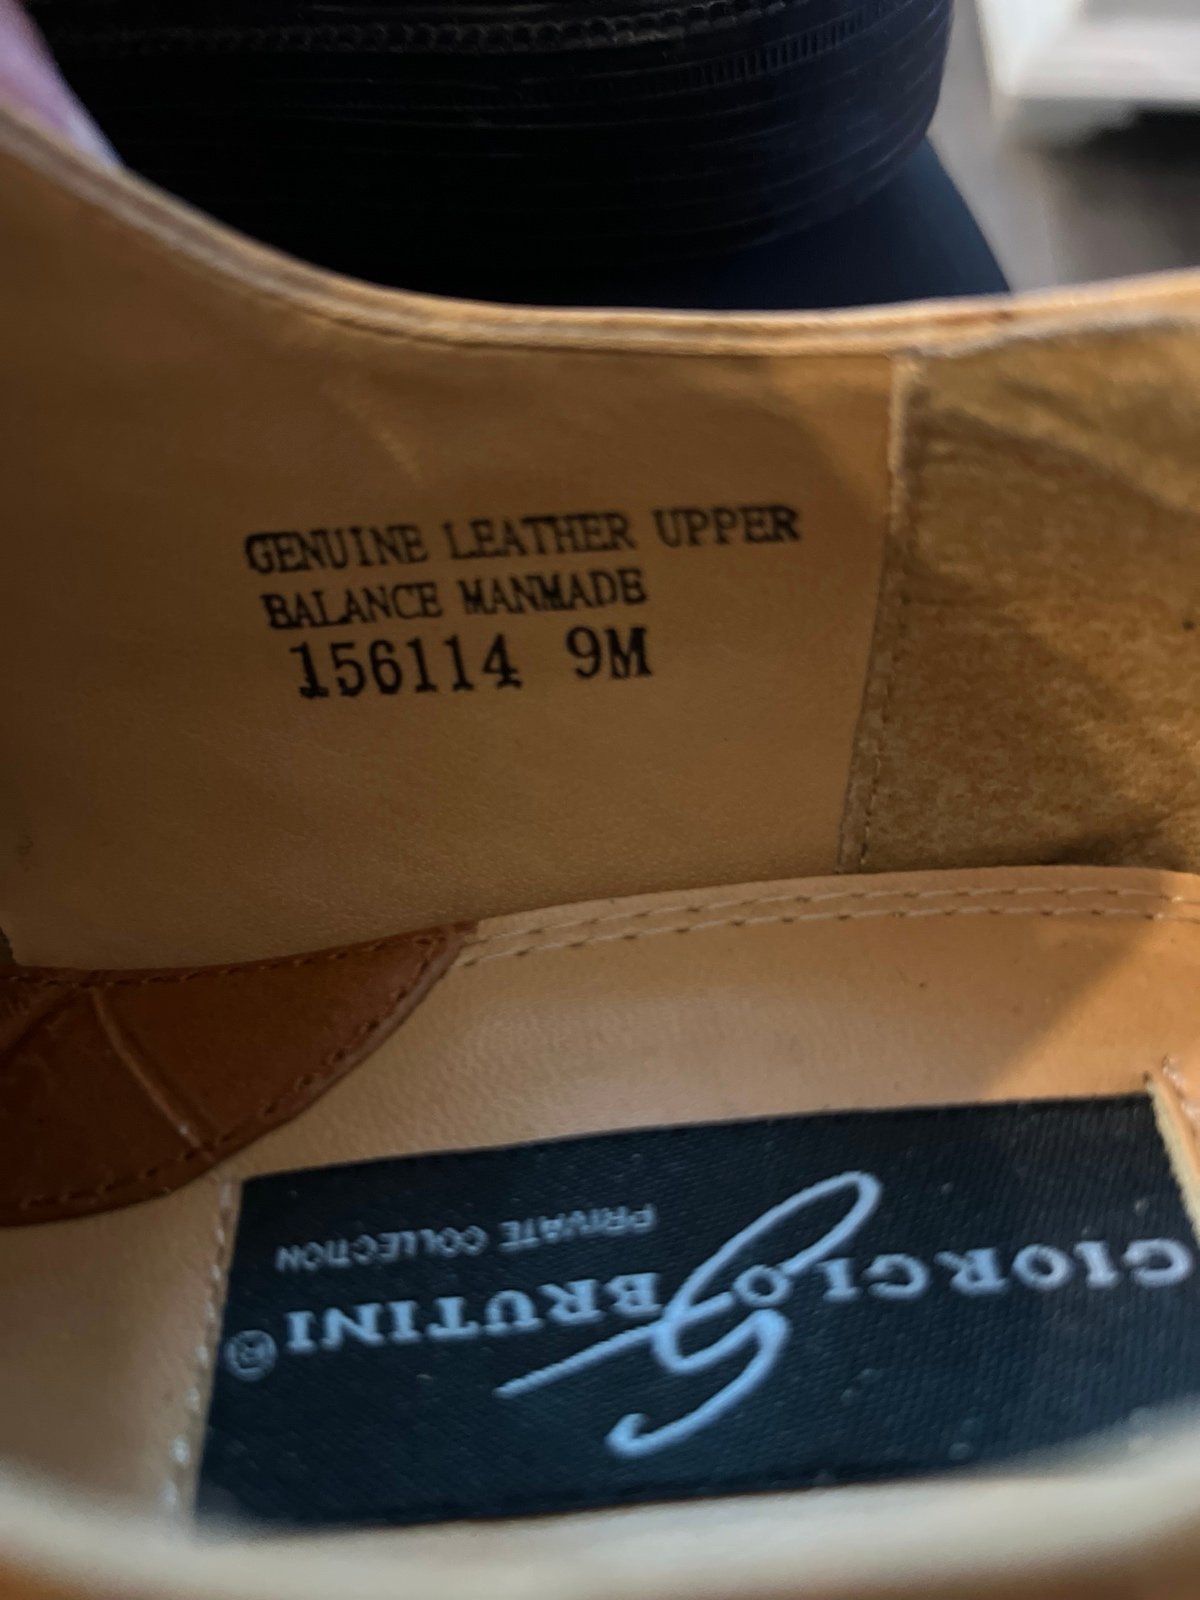 GENUINE LEATHER UPPER
BALANCE MANMADE
156114 9M
GIORGIO BRUTINI®
PRIVATE COLLECTION